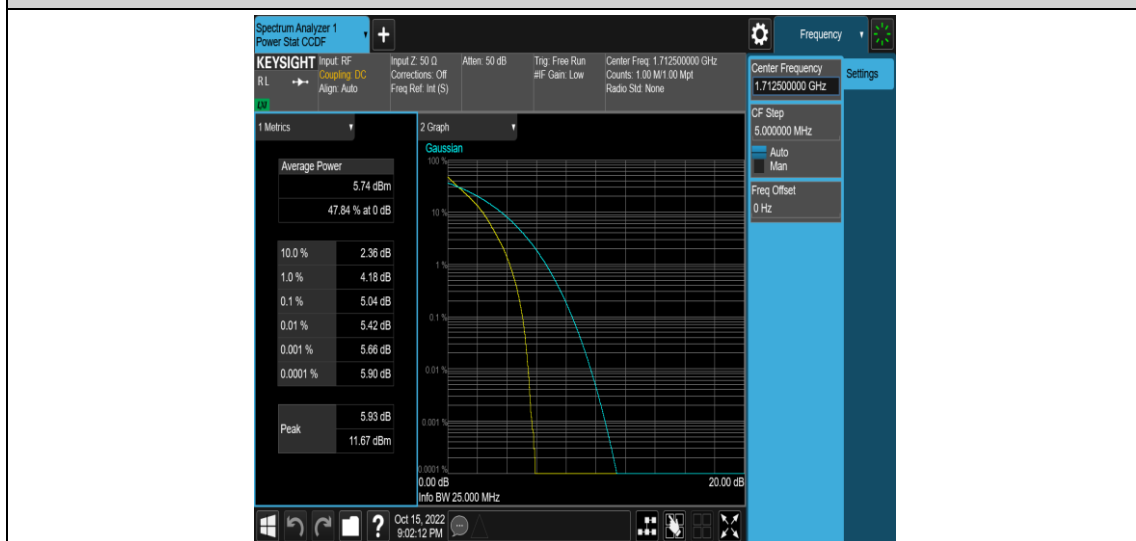 Spectrum Analyzer 1
Power Stat CCDF
Frequency
KEYSIGHT
RL
LXI
Input: RF
Coupling: DC
Align: Auto
Input Z: 50 Ω
Corrections: Off
Freq Ref: Int (S)
Atten: 50 dB
Trig: Free Run
#IF Gain: Low
Center Freq: 1.712500000 GHz
Counts: 1.00 M/1.00 Mpt
Radio Std: None
Center Frequency
1.712500000 GHz
Settings
CF Step
5.000000 MHz
Auto
Man
Freq Offset
0 Hz
1 Metrics
Average Power
5.74 dBm
47.84 % at 0 dB
10.0 % 2.36 dB
1.0 % 4.18 dB
0.1 % 5.04 dB
0.01 % 5.42 dB
0.001 % 5.66 dB
0.0001 % 5.90 dB
Peak
5.93 dB
11.67 dBm
2 Graph
Gaussian
100 %
10 %
1 %
0.1 %
0.01 %
0.001 %
0.0001 %
0.00 dB 20.00 dB
Info BW 25.000 MHz
?
Oct 15, 2022
9:02:12 PM